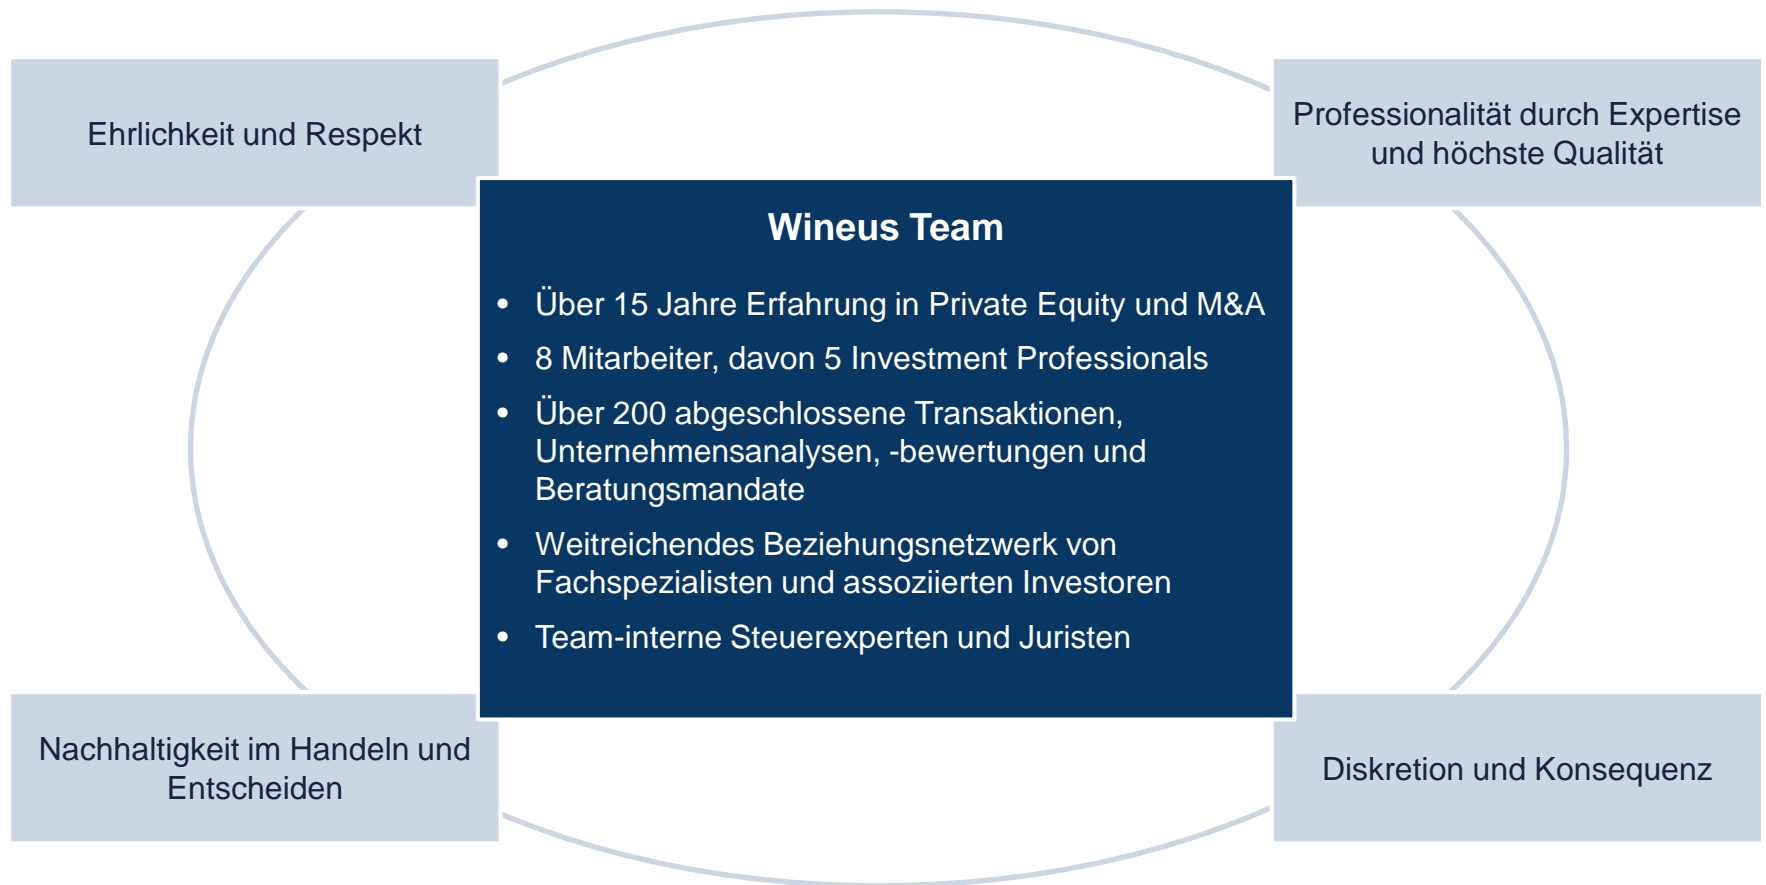 Ehrlichkeit und Respekt
Professionalität durch Expertise
und höchste Qualität
Wineus Team
• Über 15 Jahre Erfahrung in Private Equity und M&A
• 8 Mitarbeiter, davon 5 Investment Professionals
• Über 200 abgeschlossene Transaktionen,
Unternehmensanalysen, -bewertungen und
Beratungsmandate
• Weitreichendes Beziehungsnetzwerk von
Fachspezialisten und assoziierten Investoren
• Team-interne Steuerexperten und Juristen
Nachhaltigkeit im Handeln und
Entscheiden
Diskretion und Konsequenz